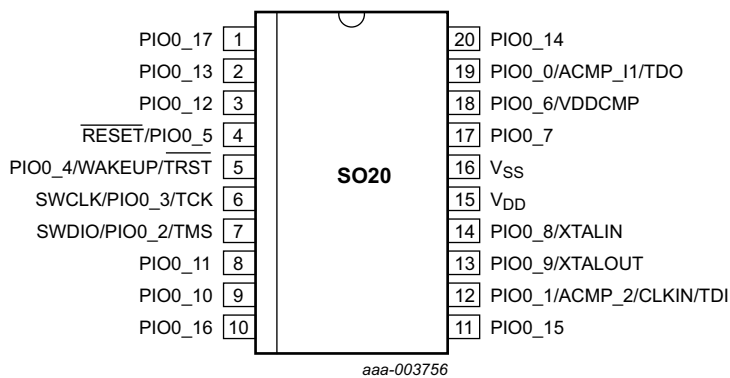 PIO0_17 1
PIO0_13 2
PIO0_12 3
RESET/PIO0_5 4
PIO0_4/WAKEUP/TRST 5
SWCLK/PIO0_3/TCK 6
SWDIO/PIO0_2/TMS 7
PIO0_11 8
PIO0_10 9
PIO0_16 10
SO20
20 PIO0_14
19 PIO0_0/ACMP_I1/TDO
18 PIO0_6/VDDCMP
17 PIO0_7
16 VSS
15 VDD
14 PIO0_8/XTALIN
13 PIO0_9/XTALOUT
12 PIO0_1/ACMP_2/CLKIN/TDI
11 PIO0_15
aaa-003756